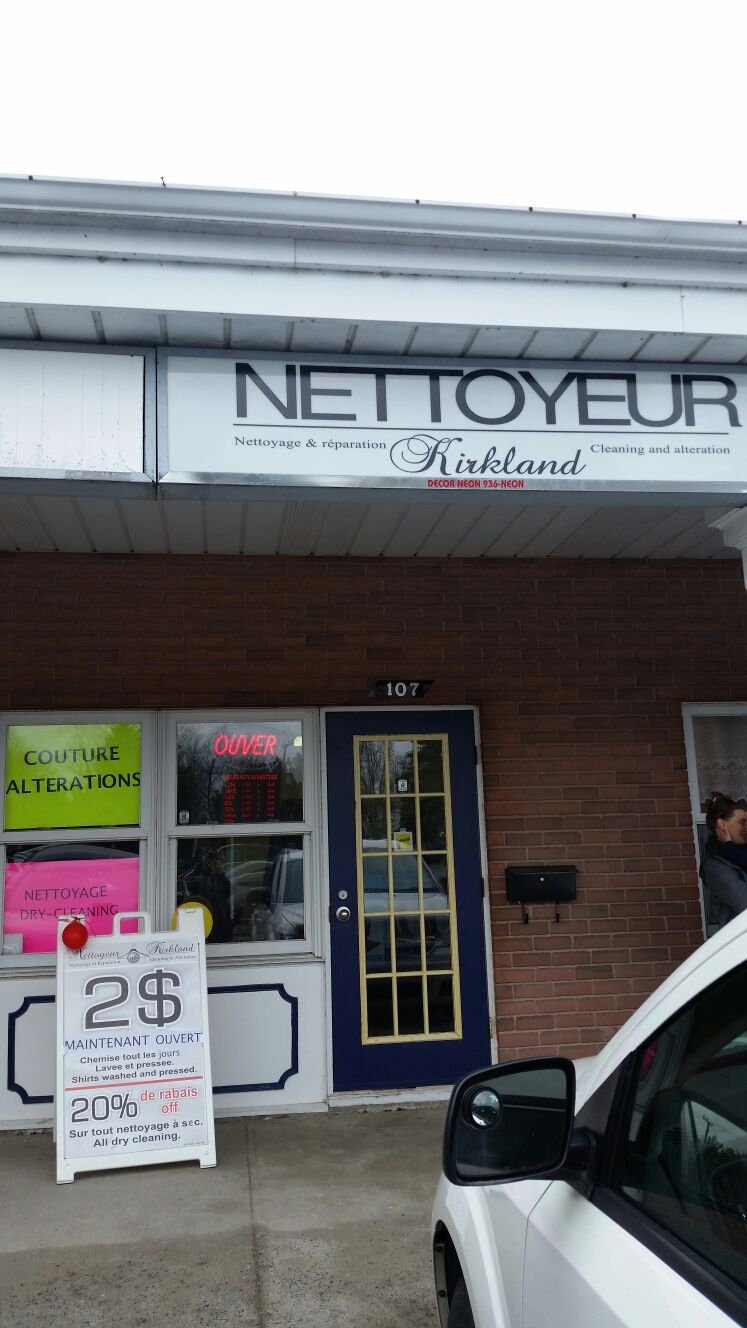 NETTOYEUR
Nettoyage & réparation
Kirkland
Cleaning and alteration
DECOR NEON 936-NEON
107
COUTURE
ALTERATIONS
OUVER
NETTOYAGE
DRY-CLEANING
Nettoyeur Kirkland
2$
MAINTENANT OUVERT
Chemise tout les jours
Lavee et pressee.
Shirts washed and pressed.
20% de rabais
off
Sur tout nettoyage à sec.
All dry cleaning.